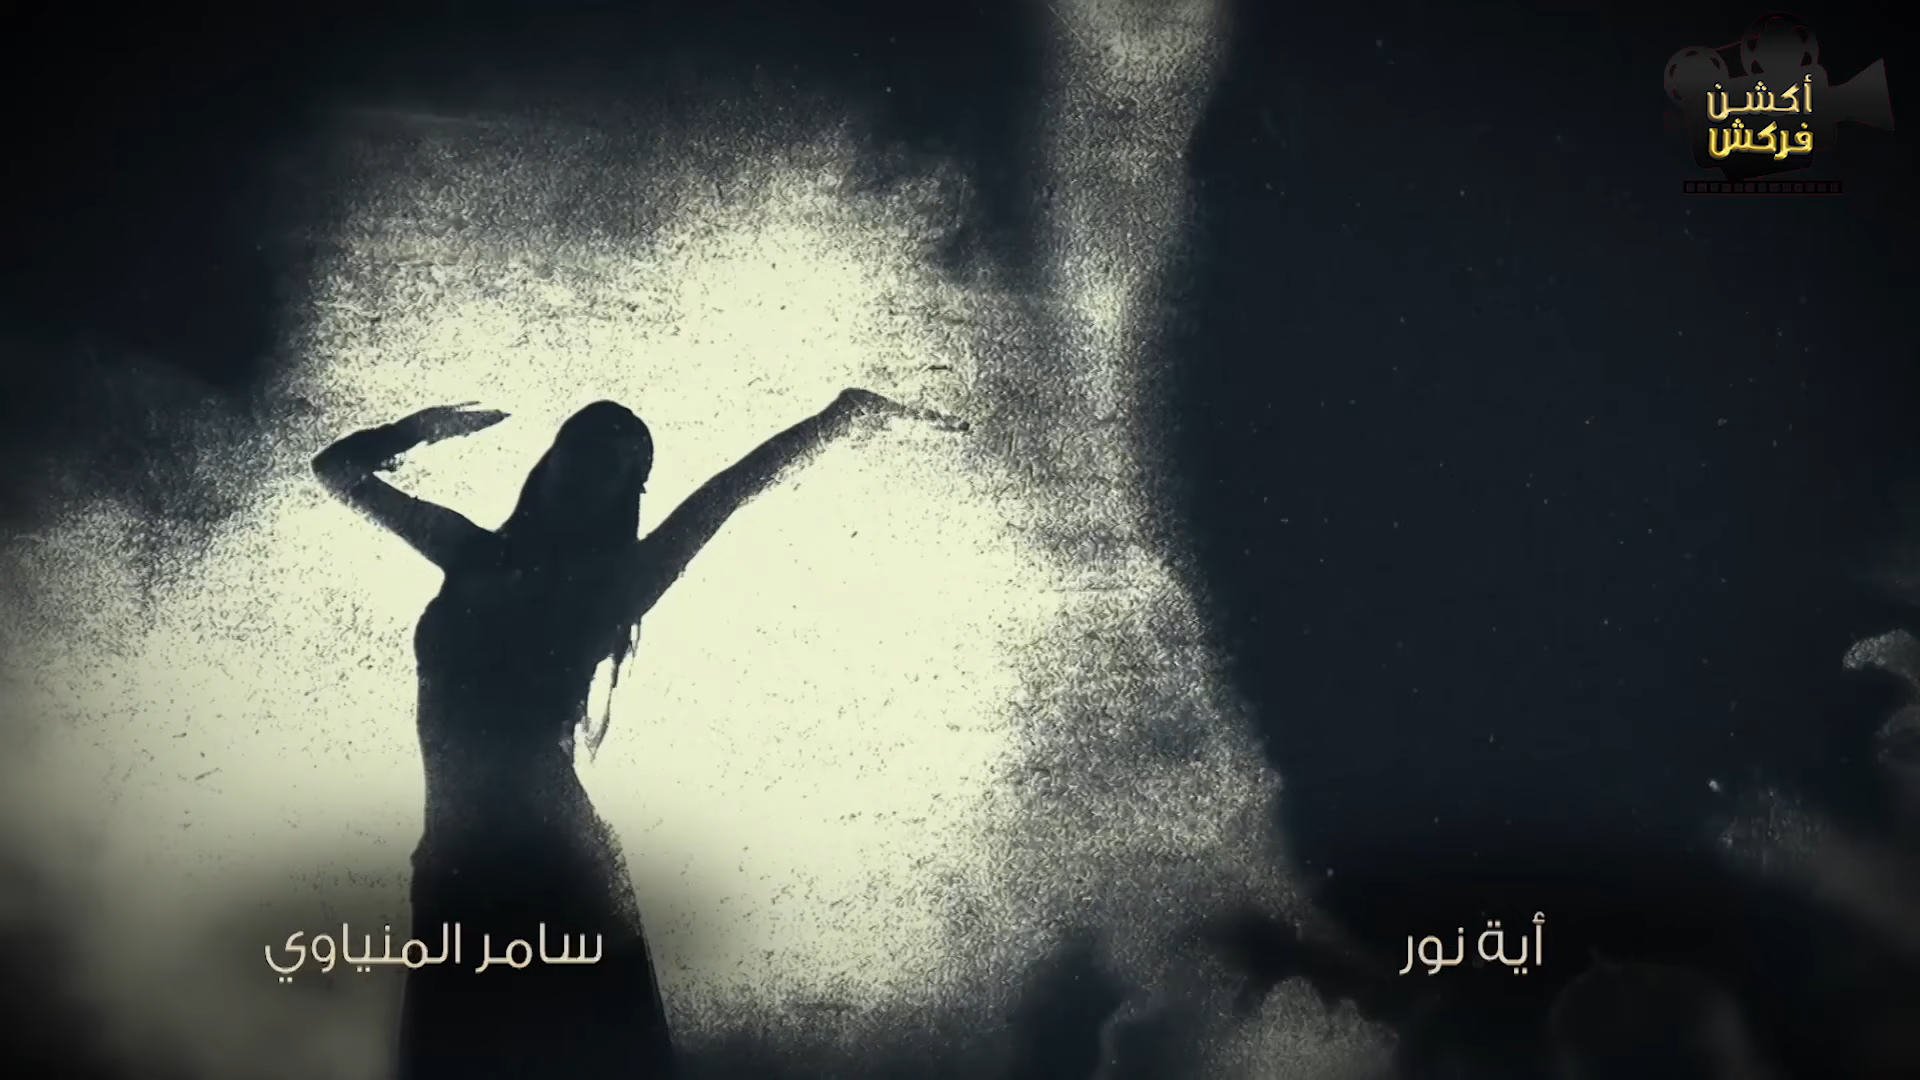 أكشن
فركش
أية نور
سامر المنياوي